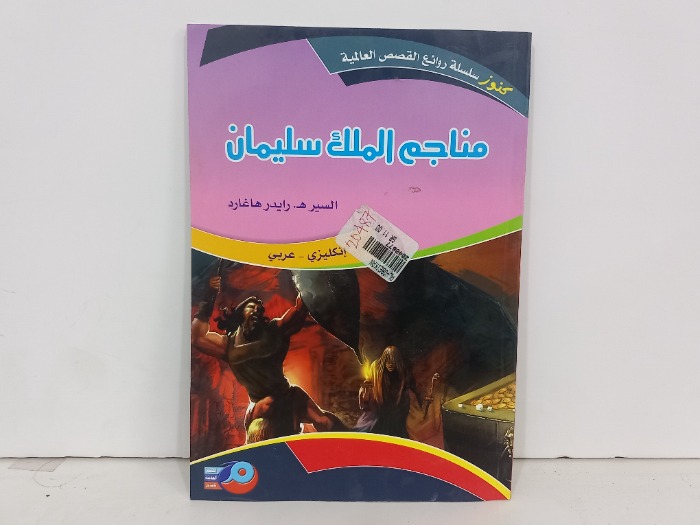 كنوز سلسلة روائع القصص العالمية
مناجم الملك سليمان
السير هـ. رايدر هاغارد
إنكليزي - عربي